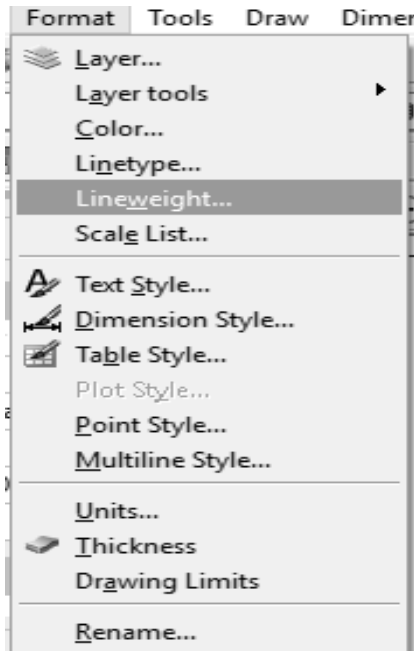 Format Tools Draw
Layer...
Layer tools
Color...
Linetype...
Lineweight...
Scale List...
Text Style...
Dimension Style...
Table Style...
Plot Style...
Point Style...
Multiline Style...
Units...
Thickness
Drawing Limits
Rename...